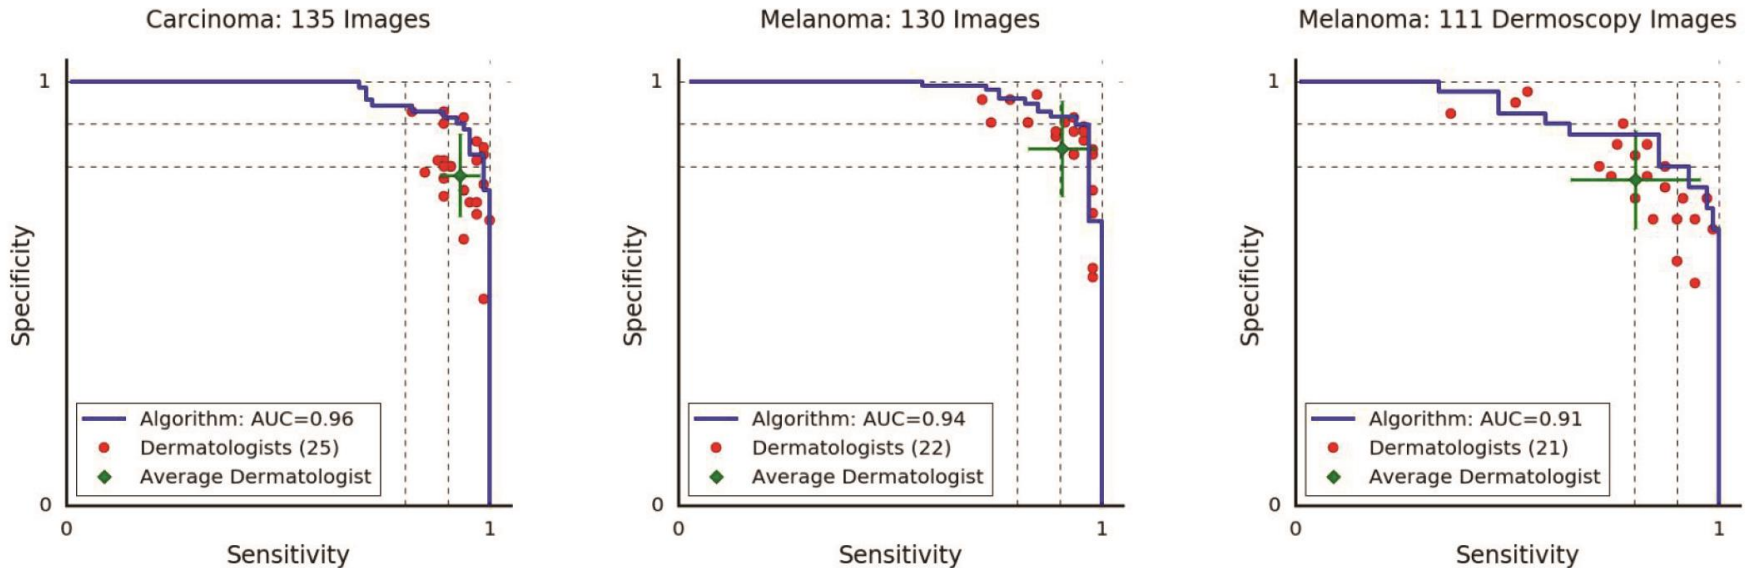 Carcinoma: 135 Images
1
Specificity
Algorithm: AUC=0.96
Dermatologists (25)
Average Dermatologist
0
0
1
Sensitivity
Melanoma: 130 Images
1
Specificity
Algorithm: AUC=0.94
Dermatologists (22)
Average Dermatologist
0
0
1
Sensitivity
Melanoma: 111 Dermoscopy Images
1
Specificity
Algorithm: AUC=0.91
Dermatologists (21)
Average Dermatologist
0
0
1
Sensitivity